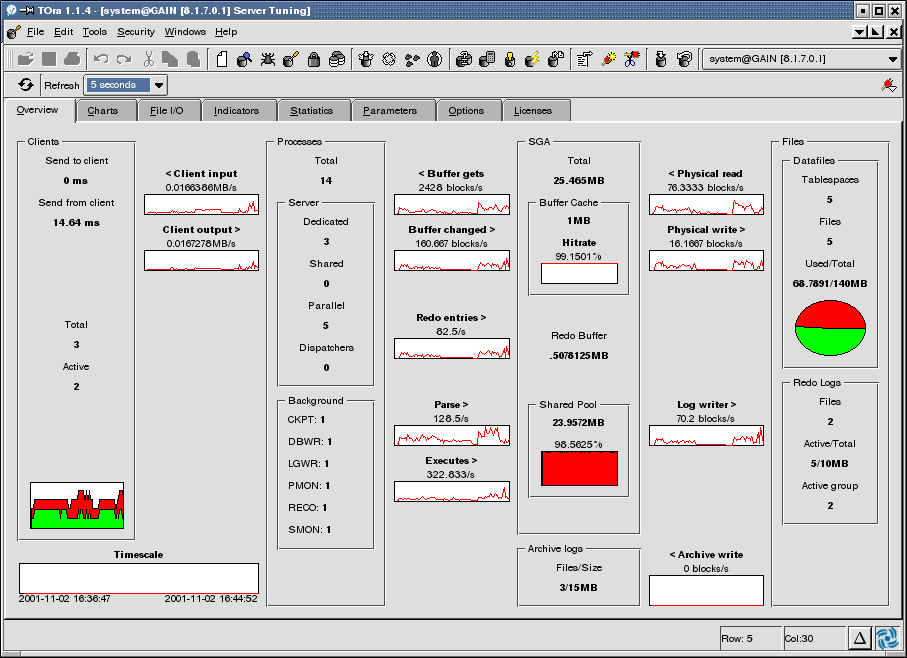 TOra 1.1.4 - [system@GAIN [8.1.7.0.1] Server Tuning]
File Edit Tools Security Windows Help
system@GAIN [8.1.7.0.1]
Refresh 5 seconds
Overview Charts File I/O Indicators Statistics Parameters Options Licenses
Clients
Send to client
0 ms
Send from client
14.64 ms
Total
3
Active
2
< Client input
0.0166386MB/s
Client output >
0.0167278MB/s
Timescale
2001-11-02 16:36:47 2001-11-02 16:44:52
Processes
Total
14
Server
Dedicated
3
Shared
0
Parallel
5
Dispatchers
0
Background
CKPT: 1
DBWR: 1
LGWR: 1
PMON: 1
RECO: 1
SMON: 1
< Buffer gets
2428 blocks/s
Buffer changed >
160.667 blocks/s
Redo entries >
82.5/s
Parse >
128.5/s
Executes >
322.833/s
SGA
Total
25.465MB
Buffer Cache
1MB
Hitrate
99.1501%
Redo Buffer
.5078125MB
Shared Pool
23.9572MB
98.5625%
Archive logs
Files/Size
3/15MB
< Physical read
76.3333 blocks/s
Physical write >
16.1667 blocks/s
Log writer >
70.2 blocks/s
< Archive write
0 blocks/s
Files
Datafiles
Tablespaces
5
Files
5
Used/Total
68.7891/140MB
Redo Logs
Files
2
Active/Total
5/10MB
Active group
2
Row: 5 Col:30